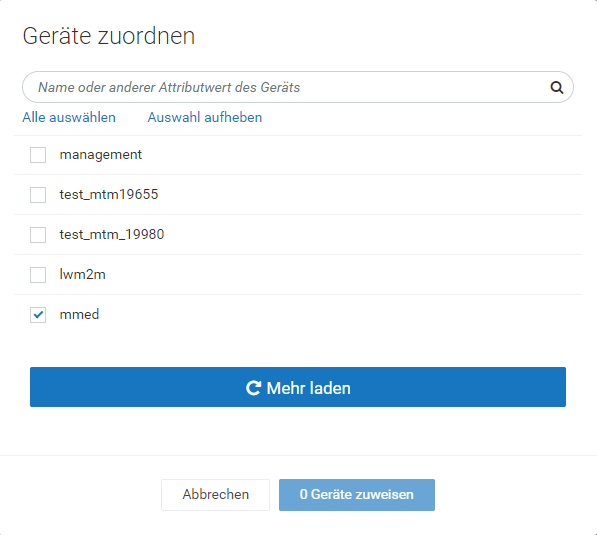 Geräte zuordnen
Name oder anderer Attributwert des Geräts
Alle auswählen Auswahl aufheben
management
test_mtm19655
test_mtm_19980
lwm2m
mmed
Mehr laden
Abbrechen 0 Geräte zuweisen